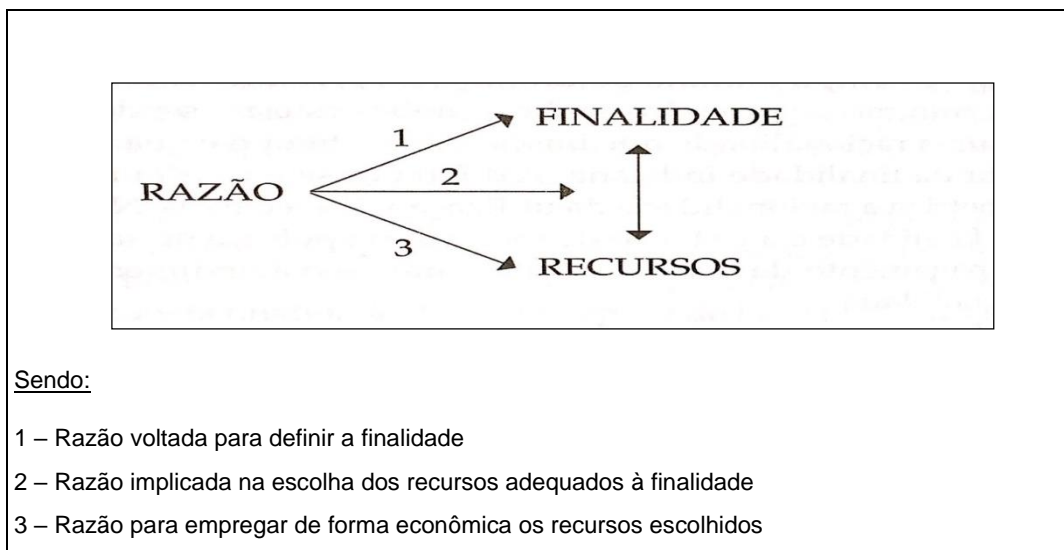 1
FINALIDADE
RAZÃO
2
3
RECURSOS
Sendo:
1 – Razão voltada para definir a finalidade
2 – Razão implicada na escolha dos recursos adequados à finalidade
3 – Razão para empregar de forma econômica os recursos escolhidos